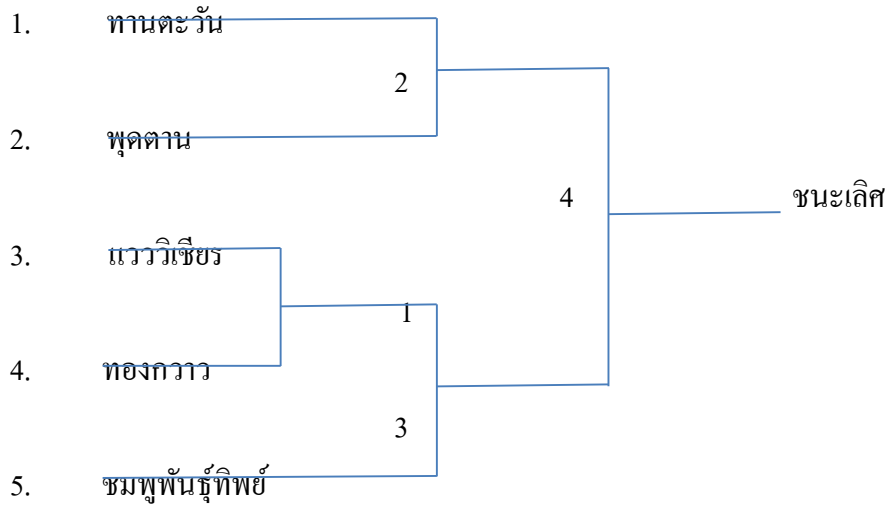 1. ทานตะวัน
2
2. พุดตาน
4 ชนะเลิศ
3. แววิเชียร
1
4. ทองกวาว
3
5. ชมพูพันธุ์ทิพย์